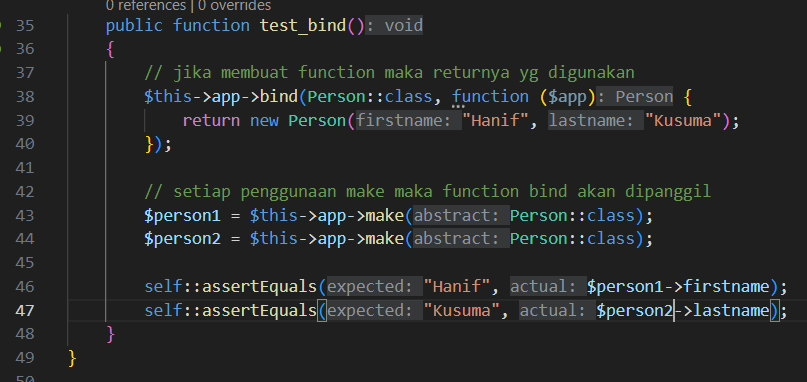 0 references | 0 overrides
35 public function test_bind(): void
36 {
37 // jika membuat function maka returnya yg digunakan
38 $this->app->bind(Person::class, function ($app): Person {
39 return new Person(firstname: "Hanif", lastname: "Kusuma");
40 });
41
42 // setiap penggunaan make maka function bind akan dipanggil
43 $person1 = $this->app->make(abstract: Person::class);
44 $person2 = $this->app->make(abstract: Person::class);
45
46 self::assertEquals(expected: "Hanif", actual: $person1->firstname);
47 self::assertEquals(expected: "Kusuma", actual: $person2->lastname);
48 }
49 }
50